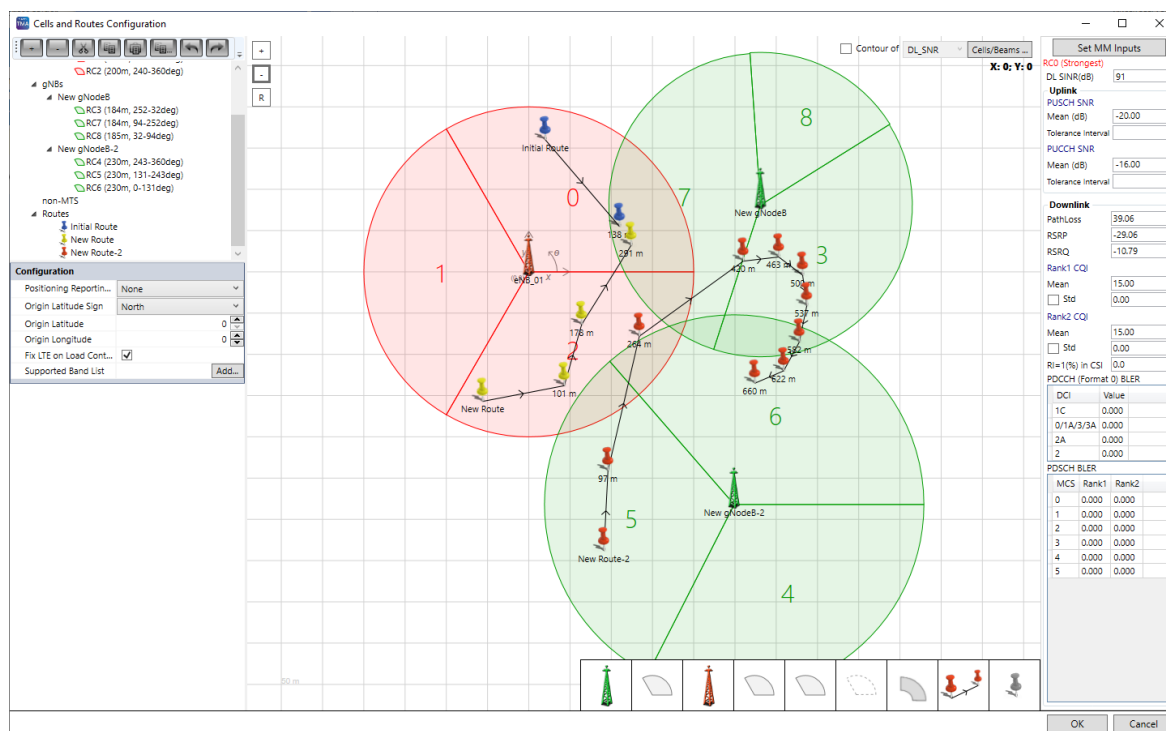 Cells and Routes Configuration
RC2 (200m, 240-360deg)
gNBs
New gNodeB
RC3 (184m, 252-32deg)
RC7 (184m, 94-252deg)
RC8 (185m, 32-94deg)
New gNodeB-2
RC4 (230m, 243-360deg)
RC5 (230m, 131-243deg)
RC6 (230m, 0-131deg)
non-MTS
Routes
Initial Route
New Route
New Route-2
Configuration
Positioning Reportin... None
Origin Latitude Sign North
Origin Latitude 0
Origin Longitude 0
Fix LTE on Load Cont...
Supported Band List Add...
+
-
R
Contour of DL_SNR Cells/Beams ...
X: 0; Y: 0
8
Initial Route
0
7
New gNodeB
138 m
291 m
420 m
463 m
3
1
eNB_01
X
θ
537 m
178 m
264 m
2
582 m
622 m
660 m
101 m
New Route
6
97 m
New gNodeB-2
5
New Route-2
4
50 m
Set MM Inputs
RC0 (Strongest)
DL SINR(dB) 91
Uplink
PUSCH SNR
Mean (dB) -20.00
Tolerance Interval
PUCCH SNR
Mean (dB) -16.00
Tolerance Interval
Downlink
PathLoss 39.06
RSRP -29.06
RSRQ -10.79
Rank1 CQI
Mean 15.00
Std 0.00
Rank2 CQI
Mean 15.00
Std 0.00
RI=1(%) in CSI 0.0
PDCCH (Format 0) BLER
DCI Value
1C 0.000
0/1A/3/3A 0.000
2A 0.000
2 0.000
PDSCH BLER
MCS Rank1 Rank2
0 0.000 0.000
1 0.000 0.000
2 0.000 0.000
3 0.000 0.000
4 0.000 0.000
5 0.000 0.000
OK Cancel